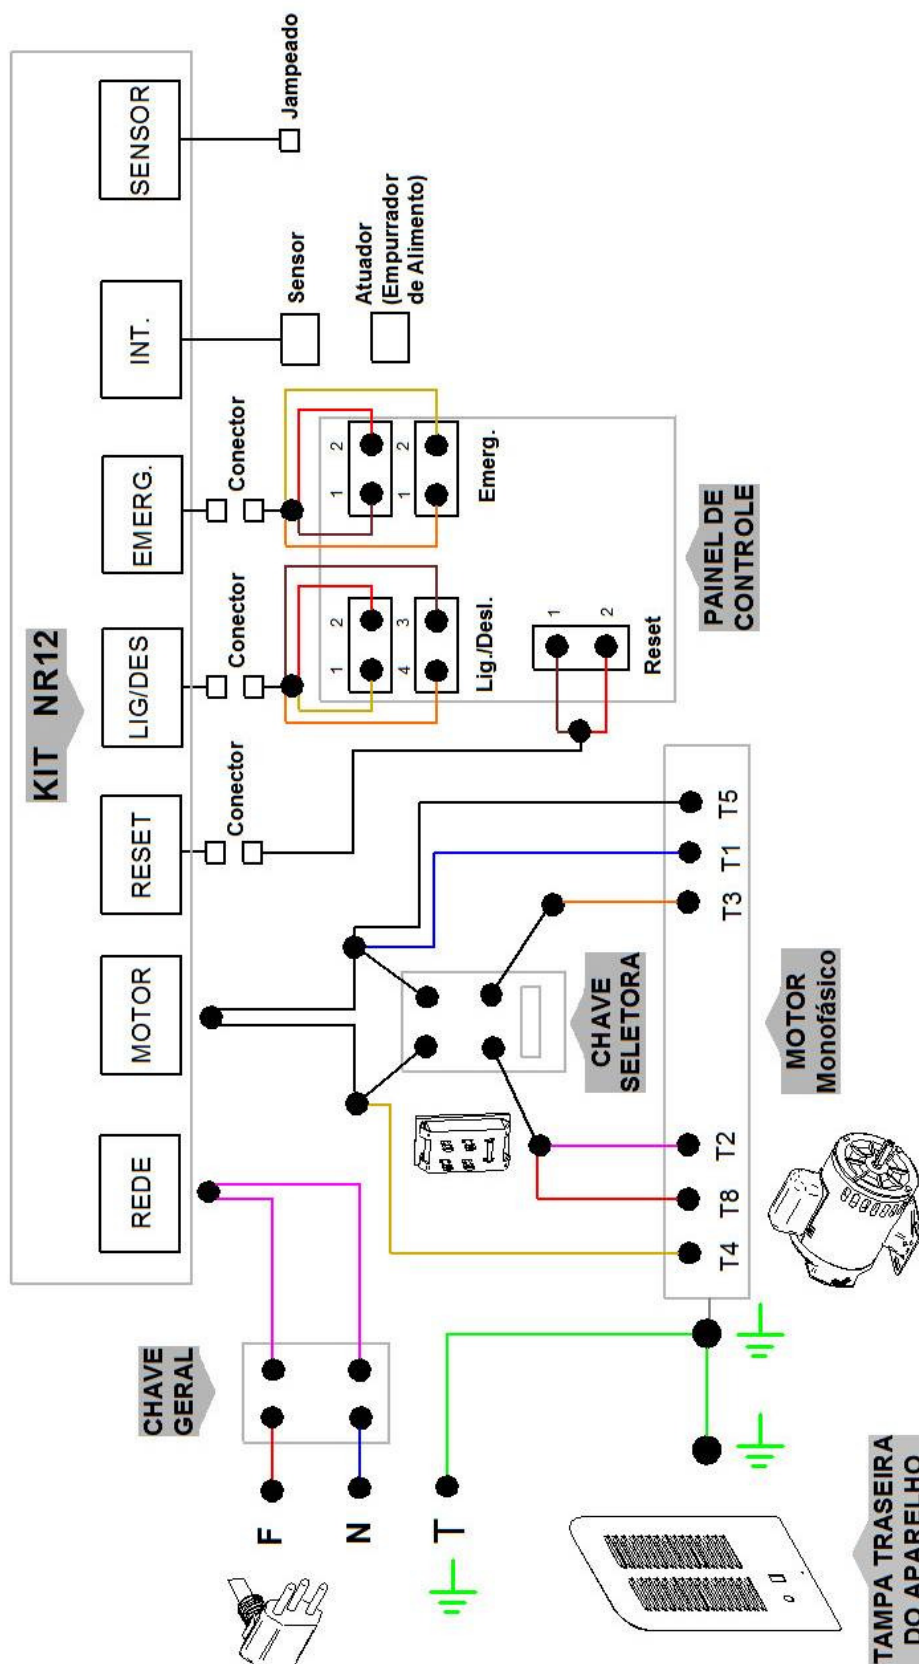 KIT NR12
REDE
MOTOR
RESET
LIG/DES
EMERG.
INT.
SENSOR
Conector
Conector
Conector
Sensor
Jampeado
Atuador
(Empurrador
de Alimento)
CHAVE
GERAL
F
N
T
1
2
4
3
Lig./Desl.
1
2
1
2
Emerg.
1
2
Reset
PAINEL DE
CONTROLE
CHAVE
SELETORA
T4
T8
T2
T3
T1
T5
MOTOR
Monofásico
TAMPA TRASEIRA
DO APARELHO